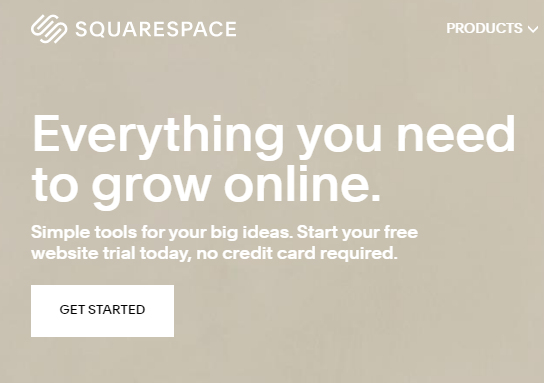 SQUARESPACE
PRODUCTS
Everything you need
to grow online.
Simple tools for your big ideas. Start your free
website trial today, no credit card required.
GET STARTED